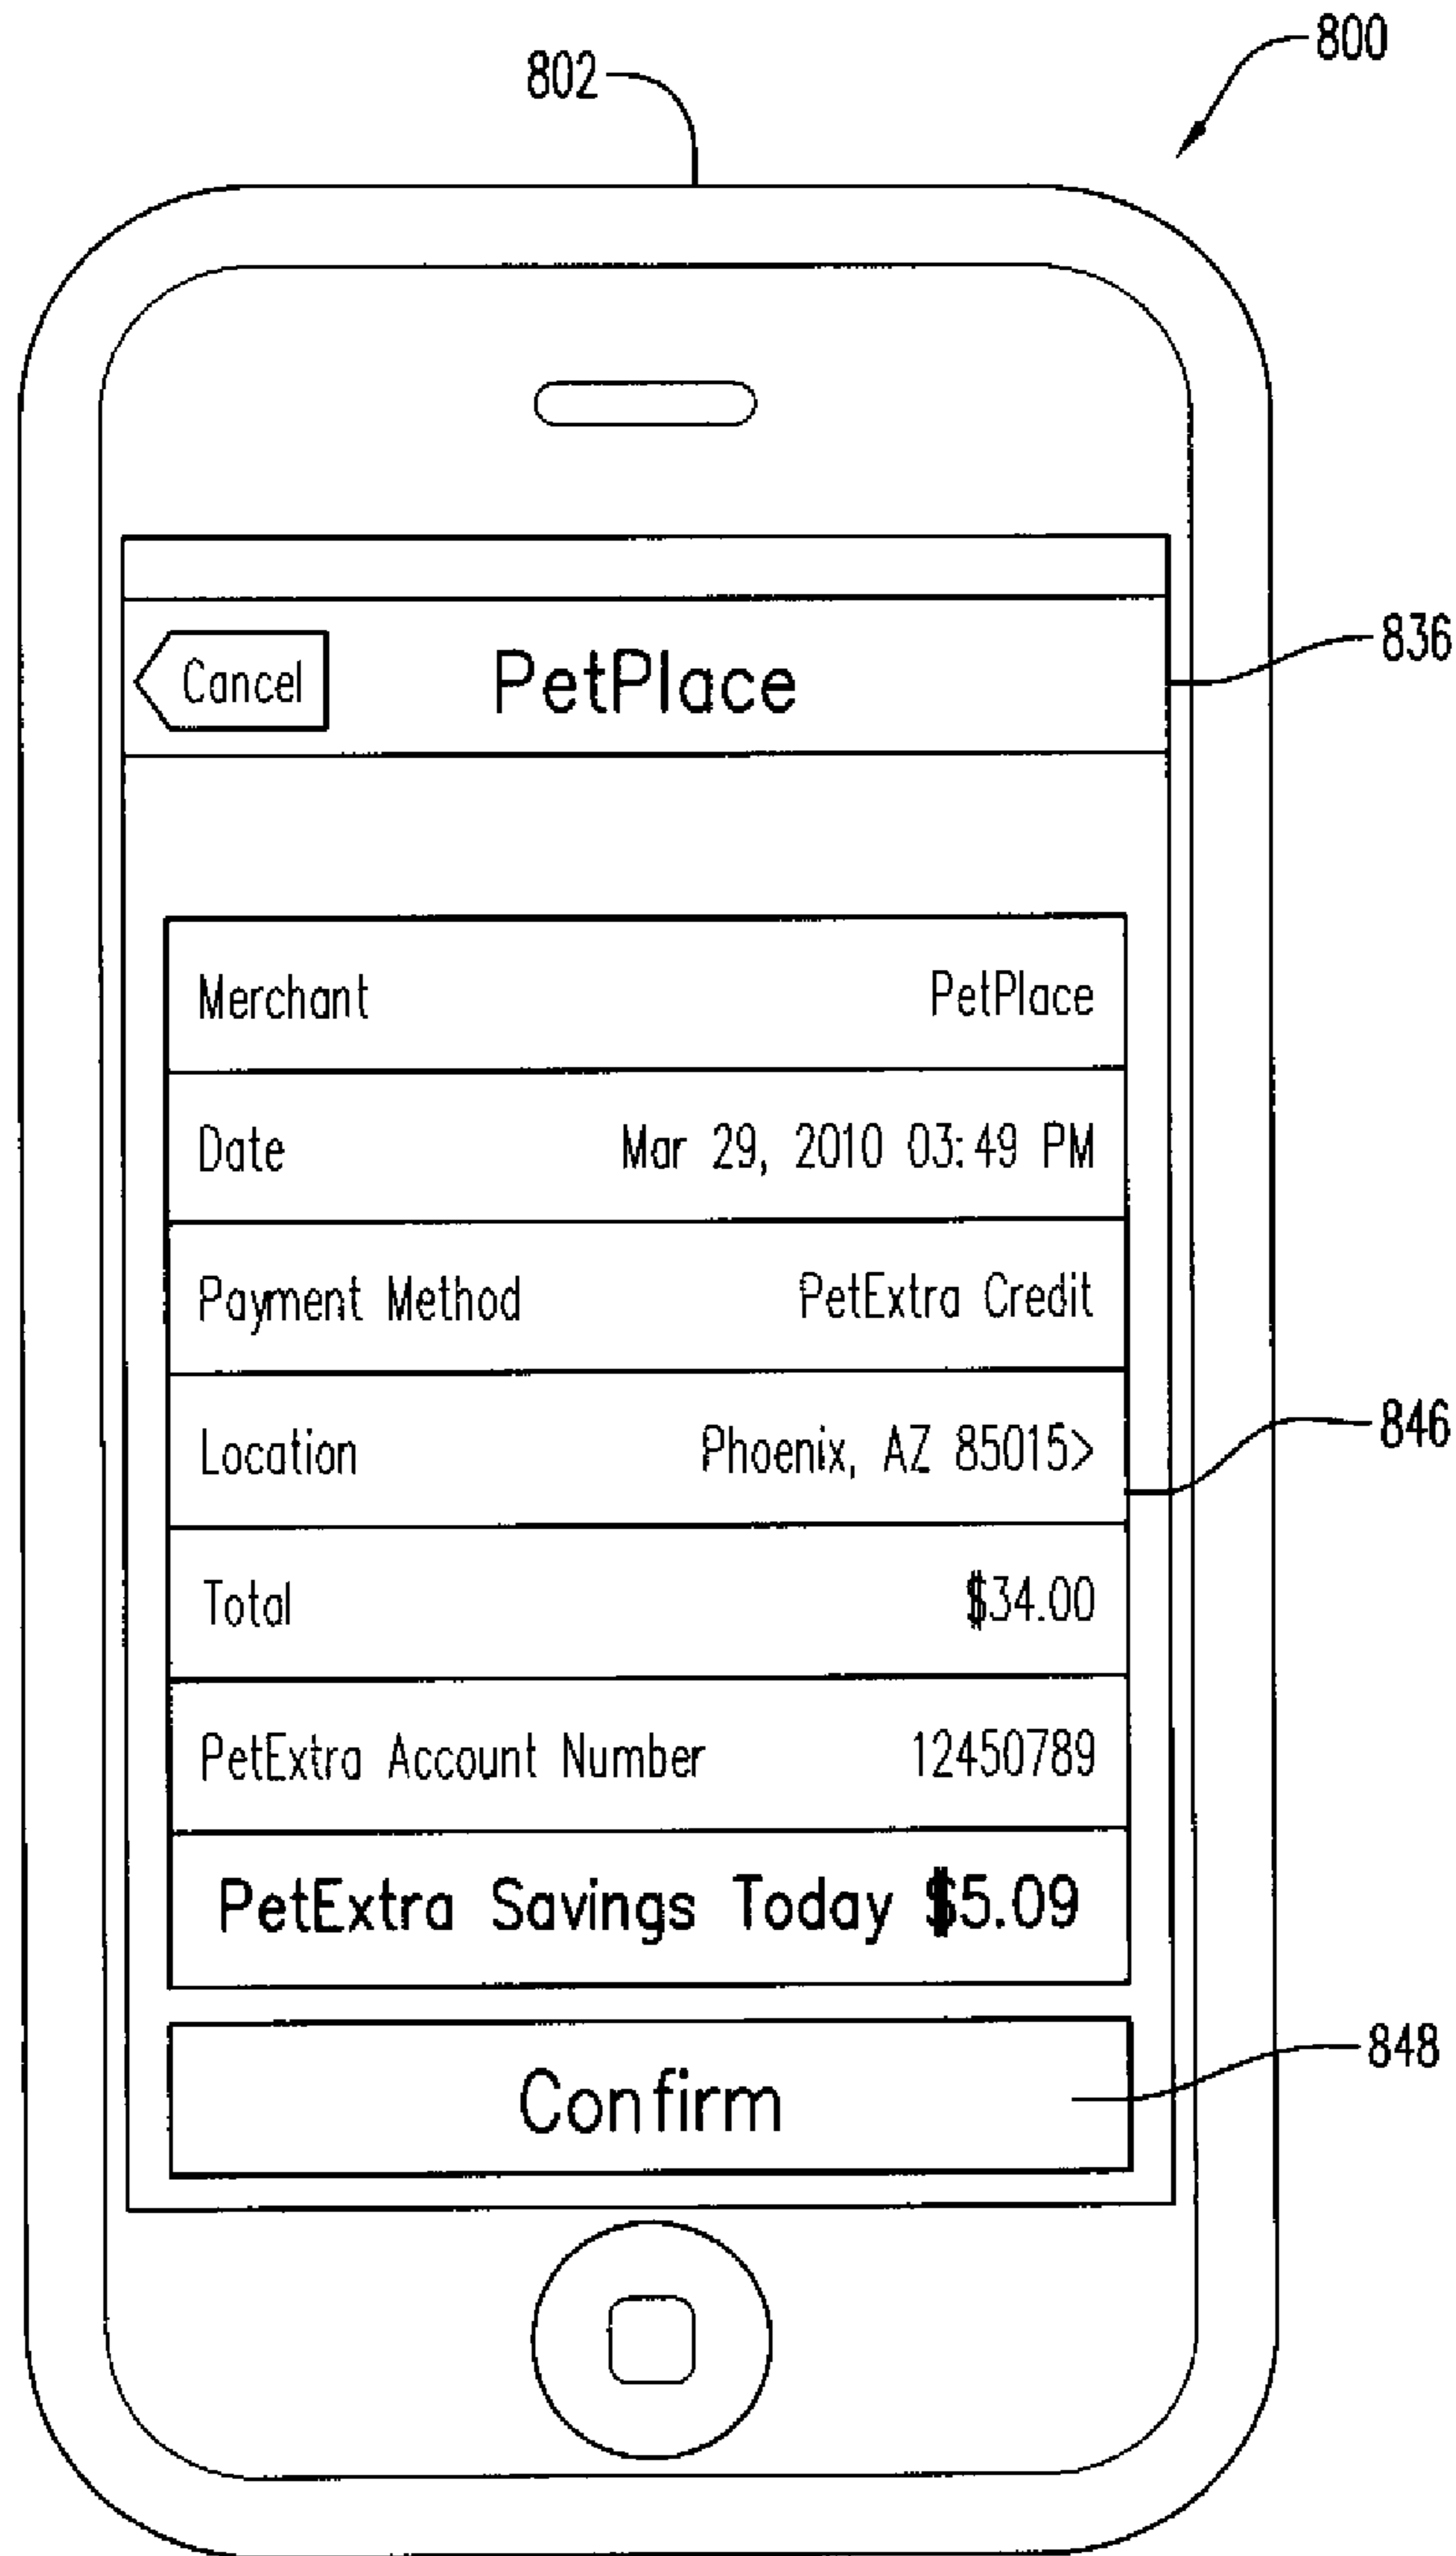 800
802
836
Cancel PetPlace
Merchant PetPlace
Date Mar 29, 2010 03:49 PM
Payment Method PetExtra Credit
Location Phoenix, AZ 85015>
846
Total $34.00
PetExtra Account Number 12450789
PetExtra Savings Today $5.09
848
Confirm